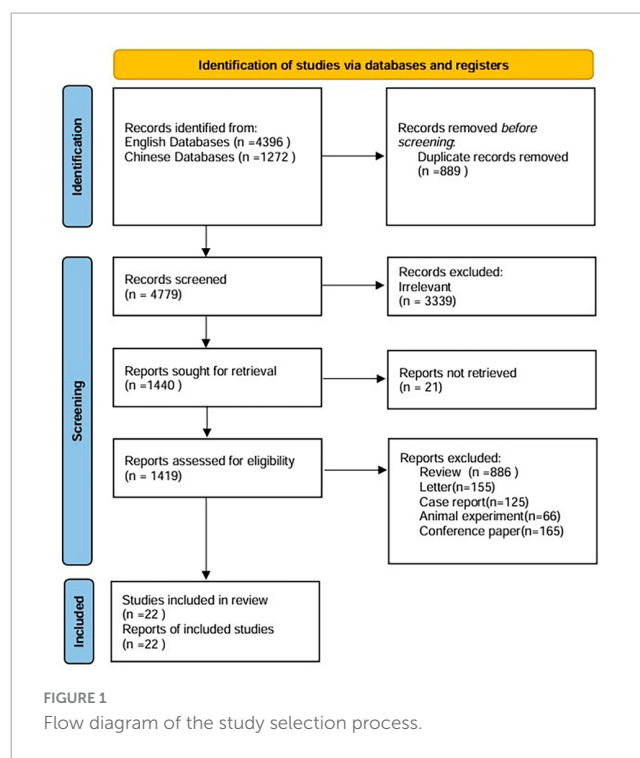 Identification of studies via databases and registers
Identification
Records identified from:
English Databases (n =4396 )
Chinese Databases (n =1272 )
Records removed before
screening:
Duplicate records removed
(n =889 )
Screening
Records screened
(n = 4779)
Records excluded:
Irrelevant
(n = 3339)
Reports sought for retrieval
(n =1440 )
Reports not retrieved
(n = 21)
Reports assessed for eligibility
(n = 1419)
Reports excluded:
Review (n =886 )
Letter(n=155)
Case report(n=125)
Animal experiment(n=66)
Conference paper(n=165)
Included
Studies included in review
(n =22 )
Reports of included studies
(n =22 )
FIGURE 1
Flow diagram of the study selection process.